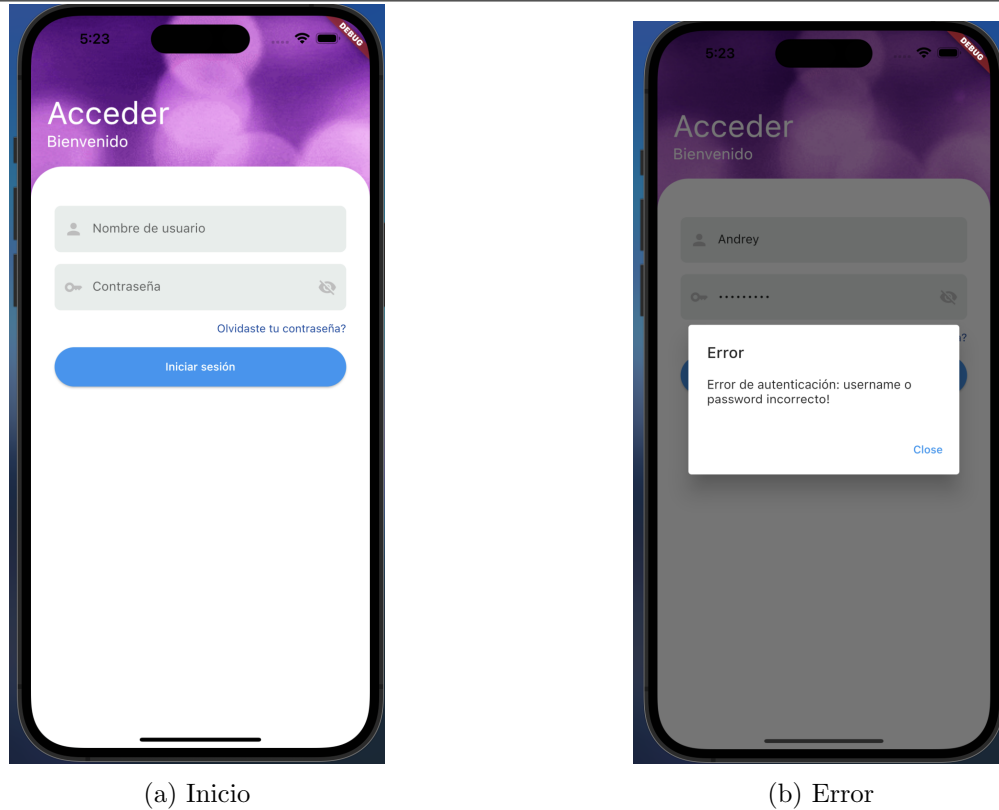 5:23
DEBUG
Acceder
Bienvenido
Nombre de usuario
Contraseña
Olvidaste tu contraseña?
Iniciar sesión
(a) Inicio
5:23
DEBUG
Acceder
Bienvenido
Andrey
•••••••••
?
Error
Error de autenticación: username o
password incorrecto!
Close
(b) Error